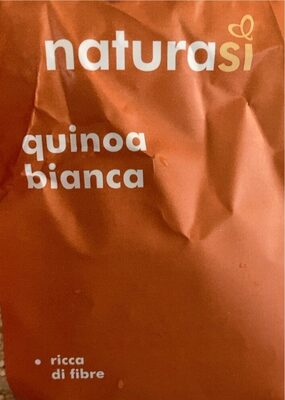 naturasì
quinoa
bianca
• ricca
di fibre